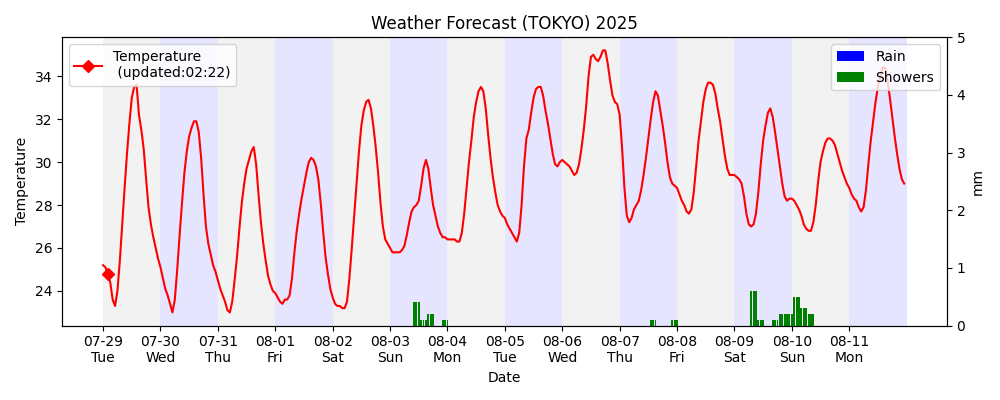 Weather Forecast (TOKYO) 2025
Temperature
(updated:02:22)
Rain
Showers
Temperature
34
32
30
28
26
24
5
4
3
2
1
0
mm
07-29 07-30 07-31 08-01 08-02 08-03 08-04 08-05 08-06 08-07 08-08 08-09 08-10 08-11
Tue Wed Thu Fri Sat Sun Mon Tue Wed Thu Fri Sat Sun Mon
Date